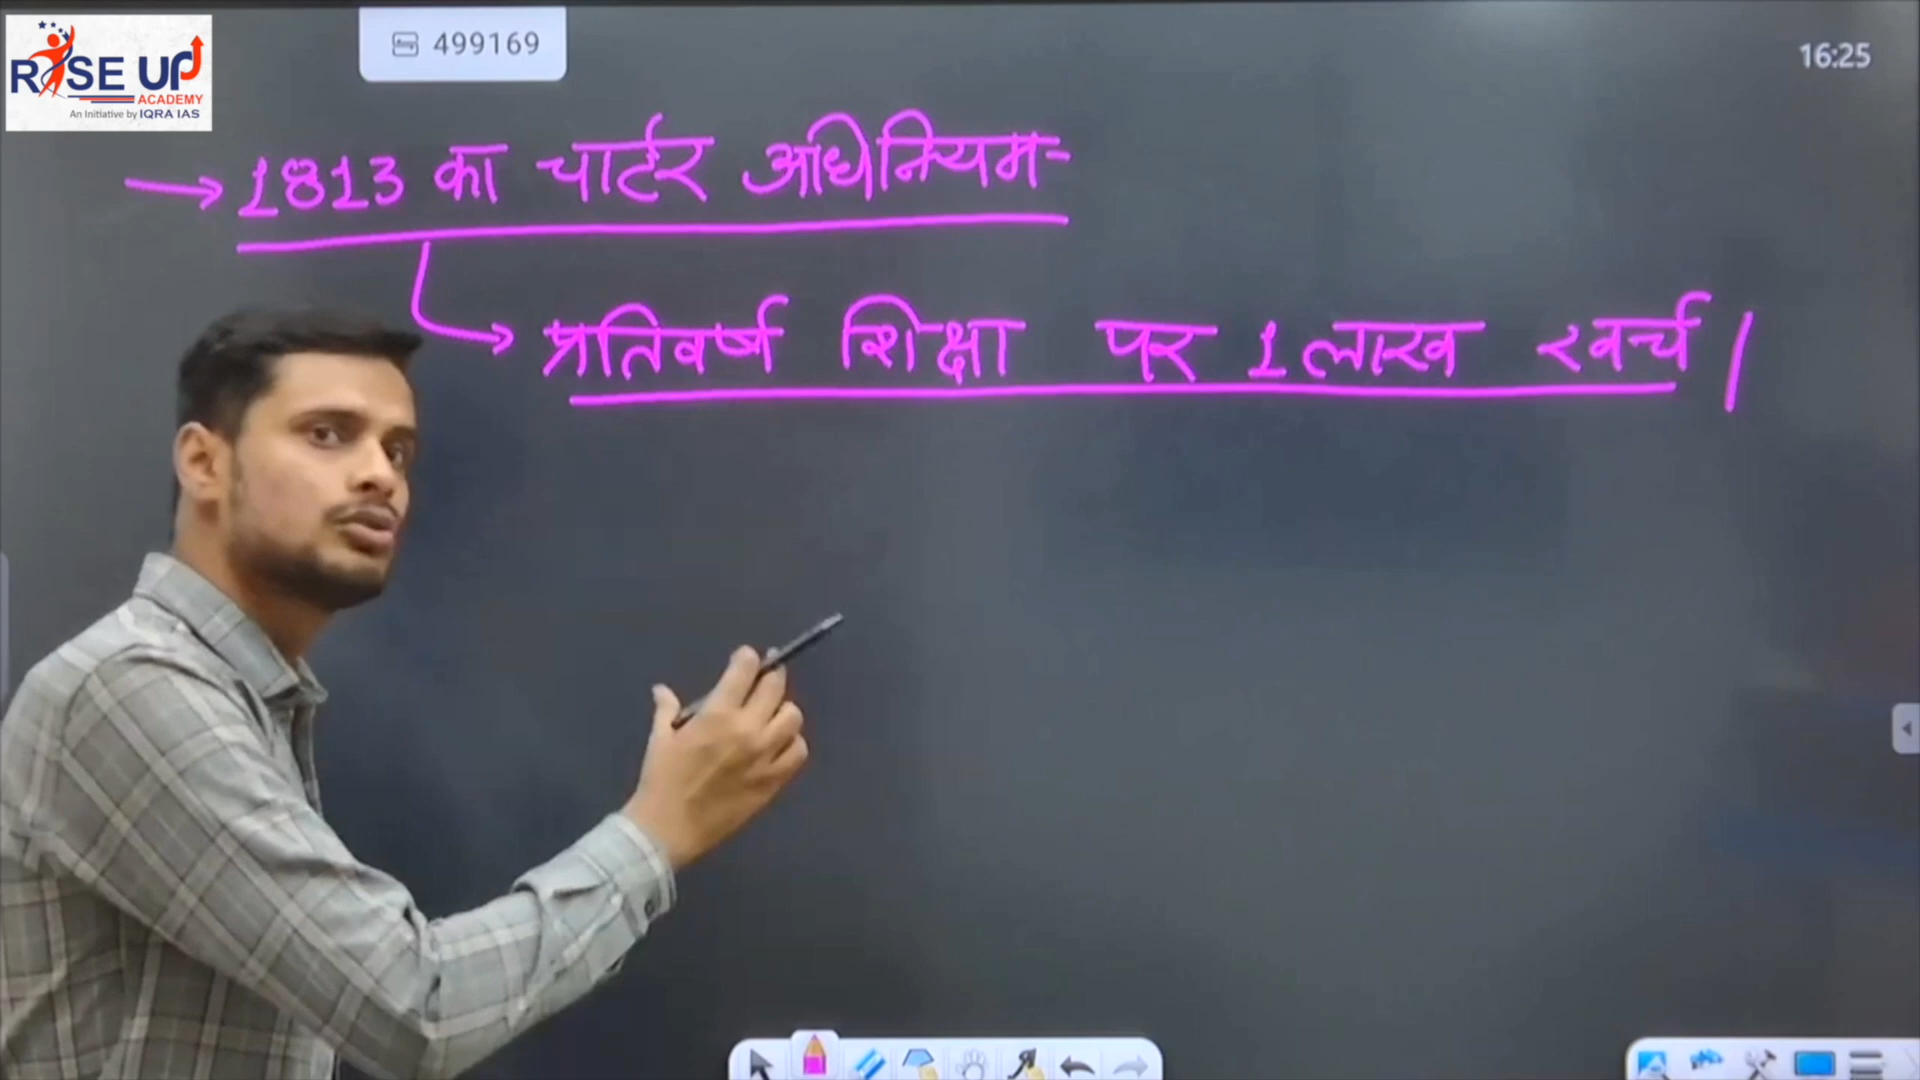 RISE UP
ACADEMY
An Initiative by IQRA IAS
499169
16:25
→ 1813 का चार्टर अधिनियम-
प्रतिवर्ष शिक्षा पर 1 लाख खर्च।